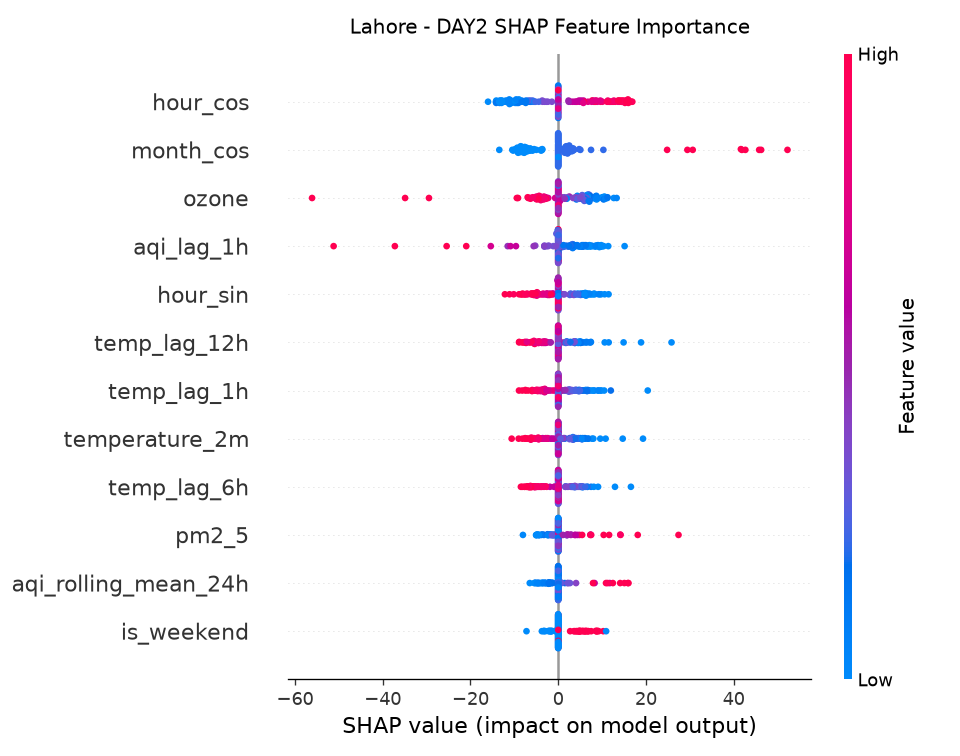 Lahore - DAY2 SHAP Feature Importance
High
hour_cos
month_cos
ozone
aqi_lag_1h
hour_sin
temp_lag_12h
temp_lag_1h
temperature_2m
temp_lag_6h
pm2_5
aqi_rolling_mean_24h
is_weekend
Feature value
Low
−60 −40 −20 0 20 40
SHAP value (impact on model output)